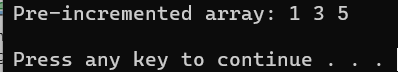 Pre-incremented array: 1 3 5
Press any key to continue . . .